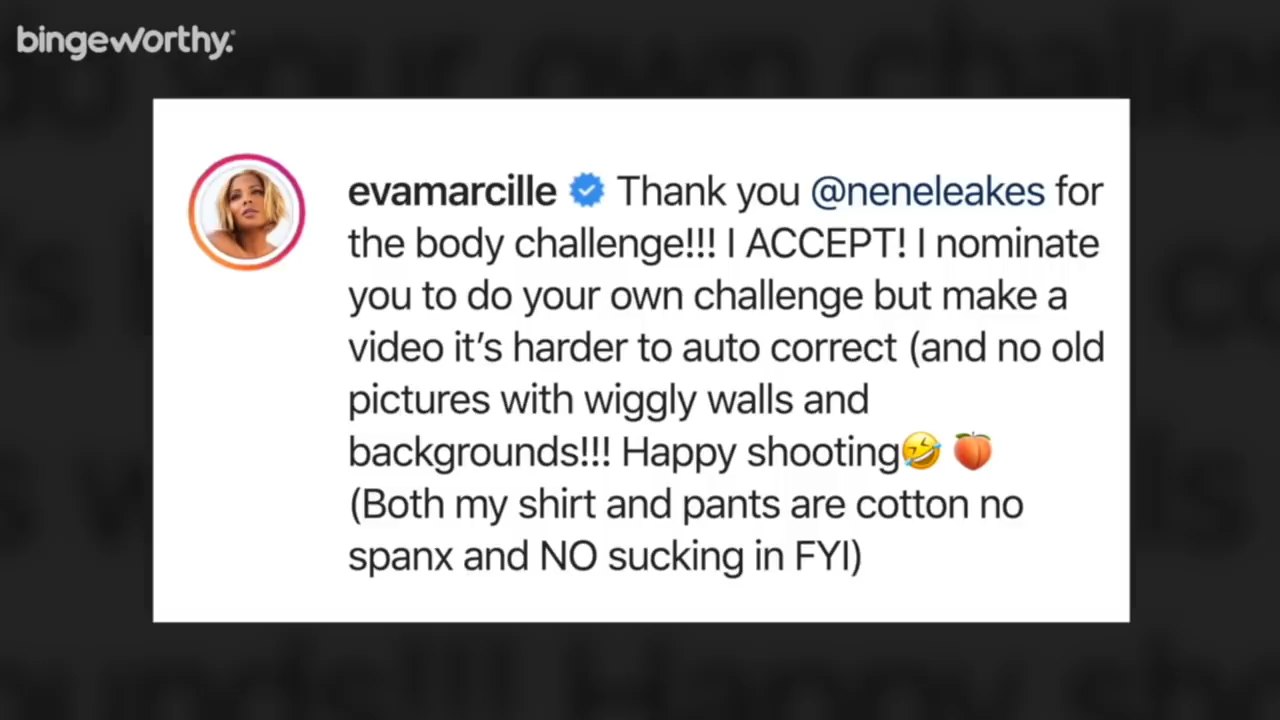 bingeworthy.
evamarcille Thank you @neneleakes for
the body challenge!!! I ACCEPT! I nominate
you to do your own challenge but make a
video it's harder to auto correct (and no old
pictures with wiggly walls and
backgrounds!!! Happy shooting🤣 🍑
(Both my shirt and pants are cotton no
spanx and NO sucking in FYI)